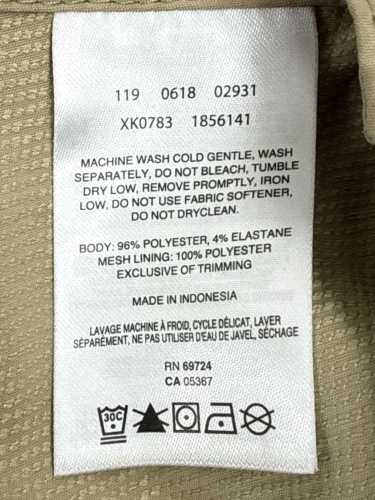 119 0618 02931
XK0783 1856141
MACHINE WASH COLD GENTLE, WASH
SEPARATELY, DO NOT BLEACH, TUMBLE
DRY LOW, REMOVE PROMPTLY, IRON
LOW, DO NOT USE FABRIC SOFTENER,
DO NOT DRYCLEAN.
BODY: 96% POLYESTER, 4% ELASTANE
MESH LINING: 100% POLYESTER
EXCLUSIVE OF TRIMMING
MADE IN INDONESIA
LAVAGE MACHINE À FROID, CYCLE DÉLICAT, LAVER
SÉPARÉMENT, NE PAS UTILISER D'EAU DE JAVEL, SÉCHAGE
RN 69724
CA 05367
30C